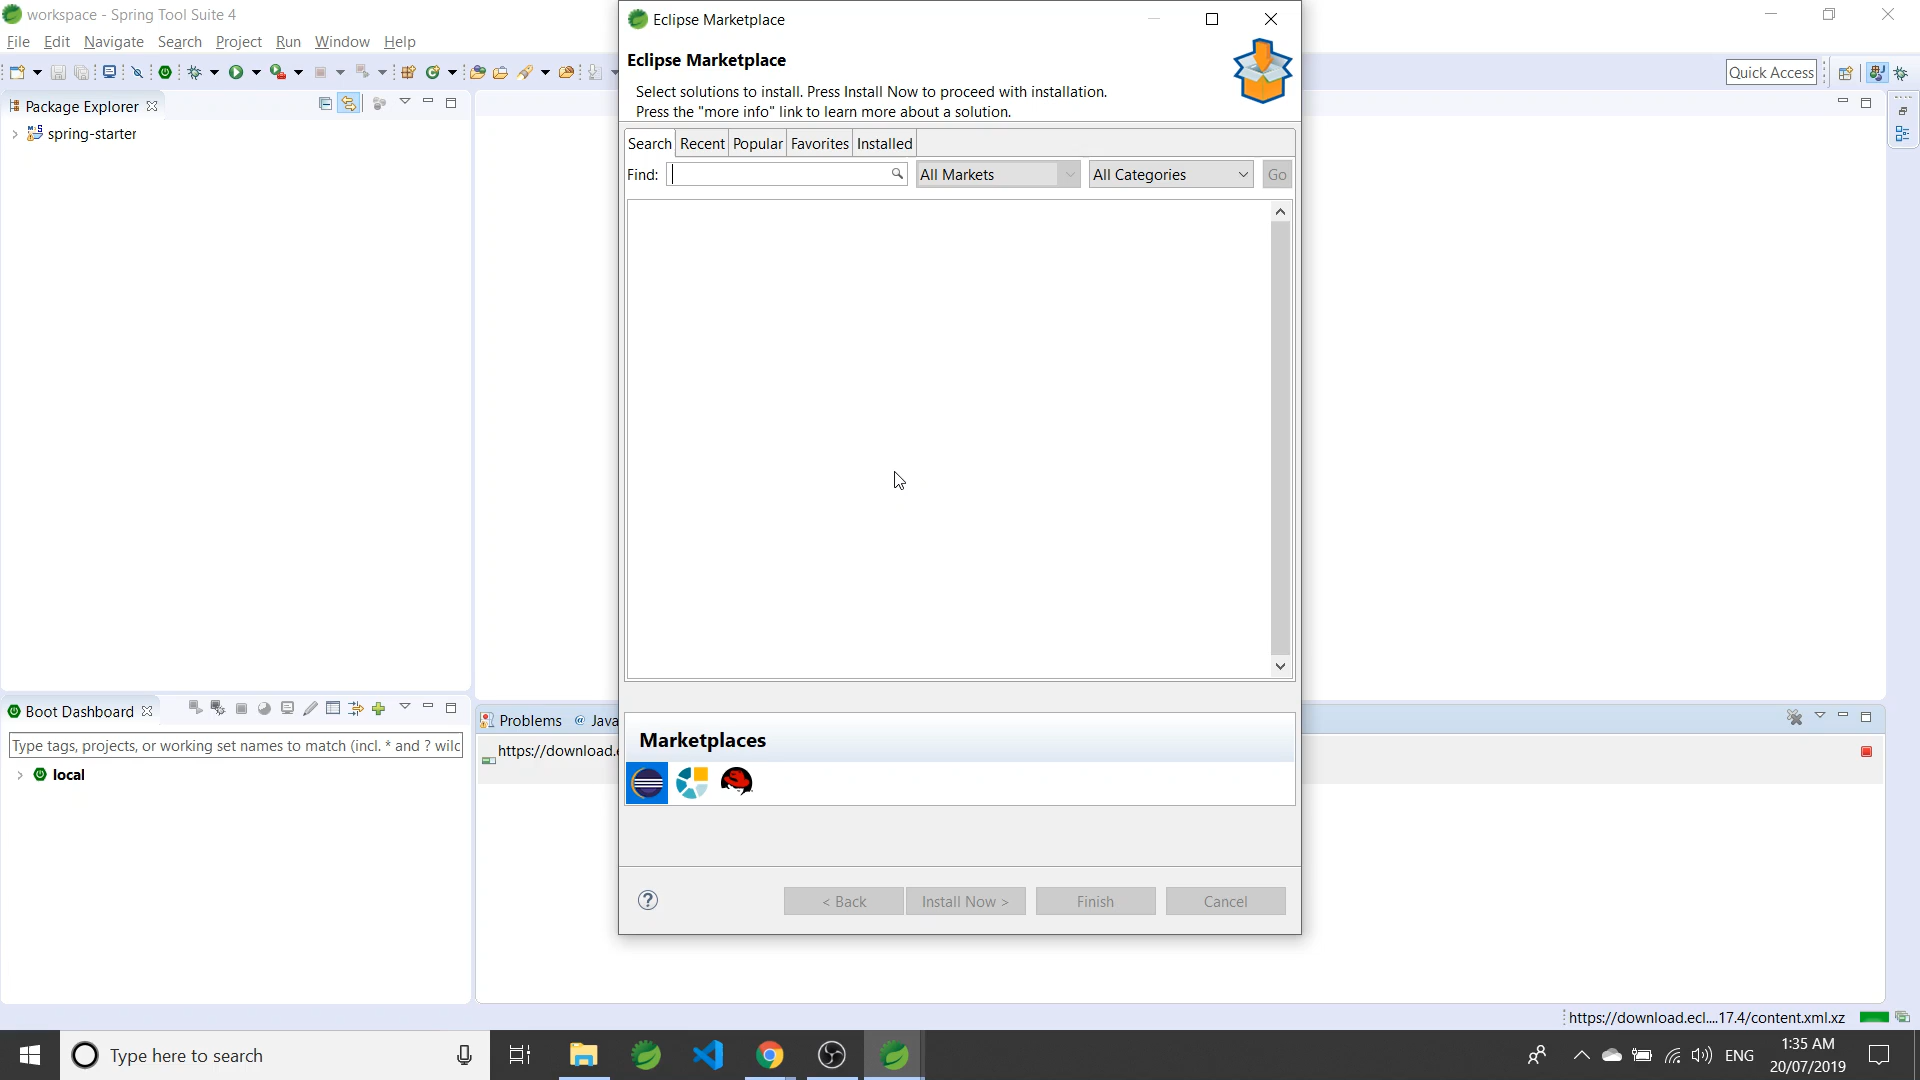 workspace - Spring Tool Suite 4
File Edit Navigate Search Project Run Window Help
Quick Access
Package Explorer
spring-starter
Eclipse Marketplace
Eclipse Marketplace
Select solutions to install. Press Install Now to proceed with installation.
Press the "more info" link to learn more about a solution.
Search Recent Popular Favorites Installed
Find:
All Markets
All Categories
Go
Marketplaces
< Back
Install Now >
Finish
Cancel
Boot Dashboard
Type tags, projects, or working set names to match (incl. * and ? wilc
local
Problems @ Java
https://download.e
https://download.ecl....17.4/content.xml.xz
Type here to search
ENG
1:35 AM
20/07/2019